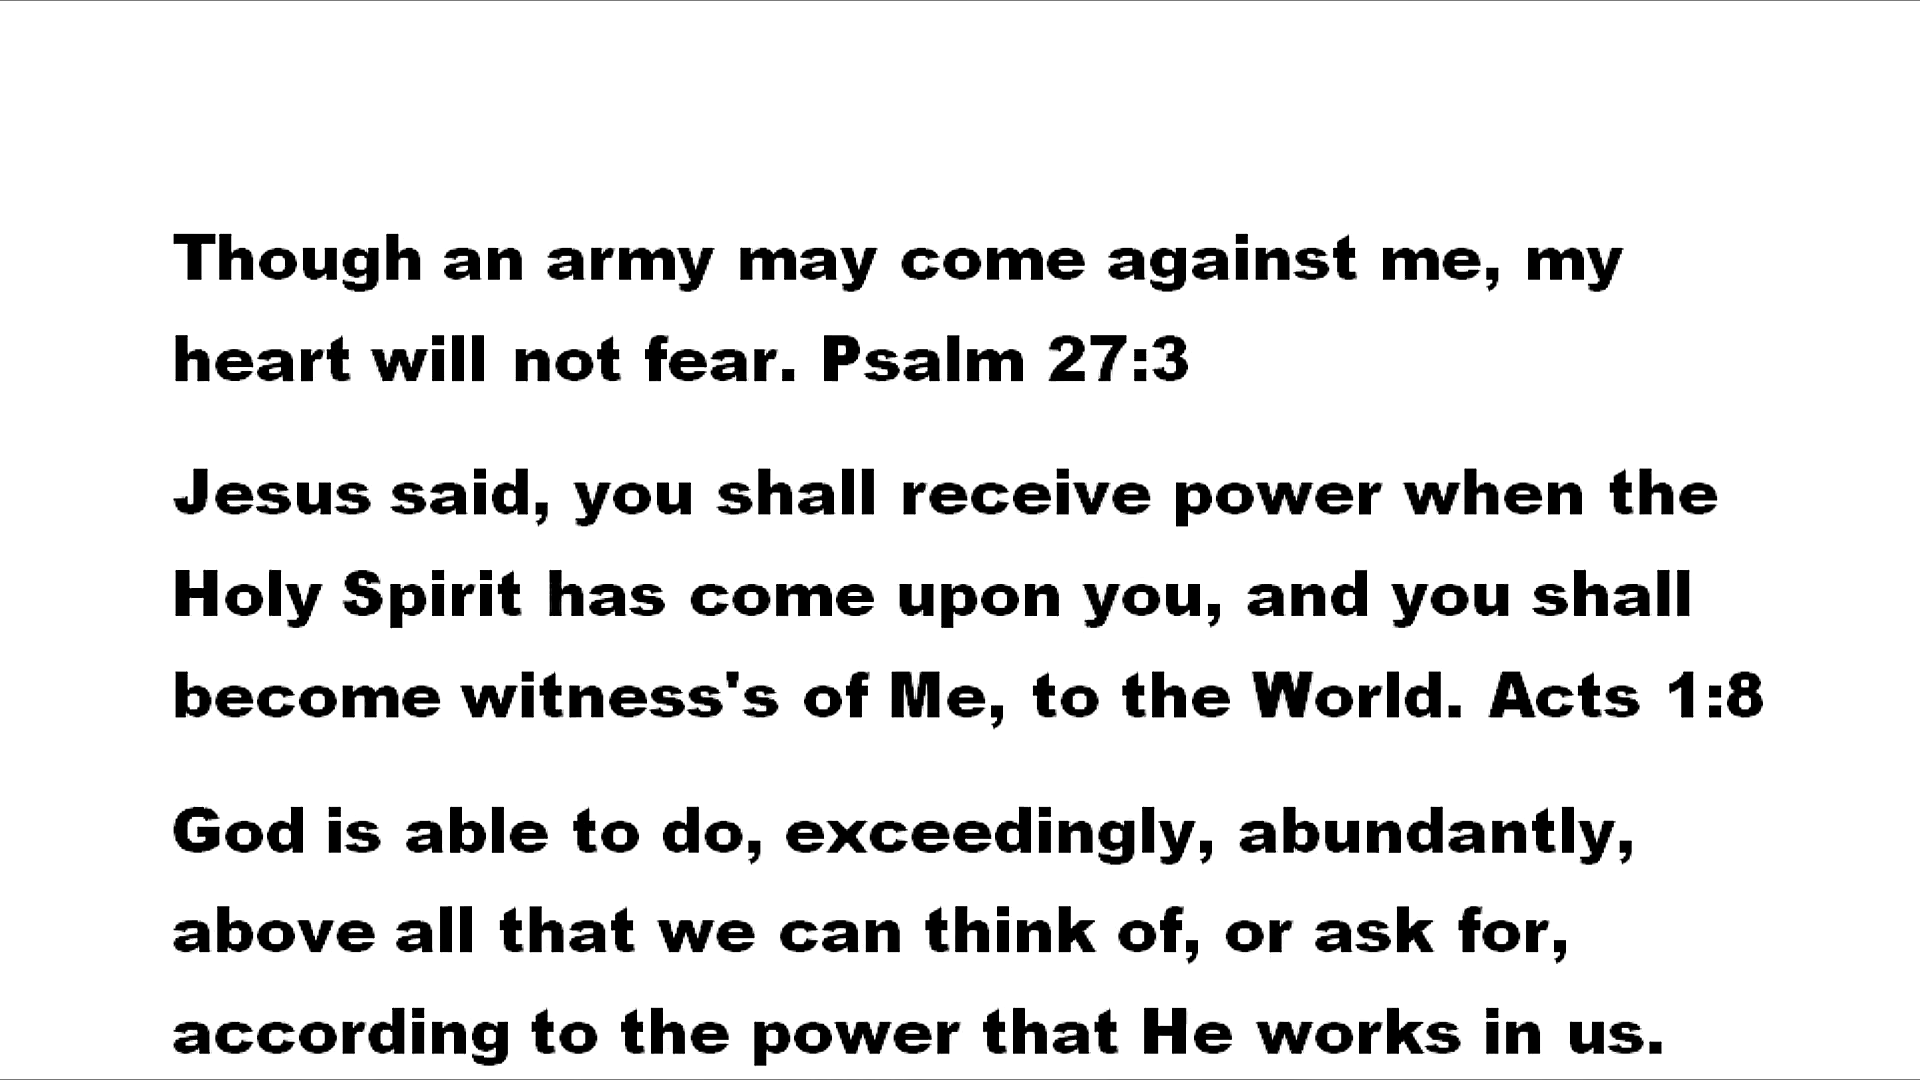 Though an army may come against me, my
heart will not fear. Psalm 27:3
Jesus said, you shall receive power when the
Holy Spirit has come upon you, and you shall
become witness's of Me, to the World. Acts 1:8
God is able to do, exceedingly, abundantly,
above all that we can think of, or ask for,
according to the power that He works in us.